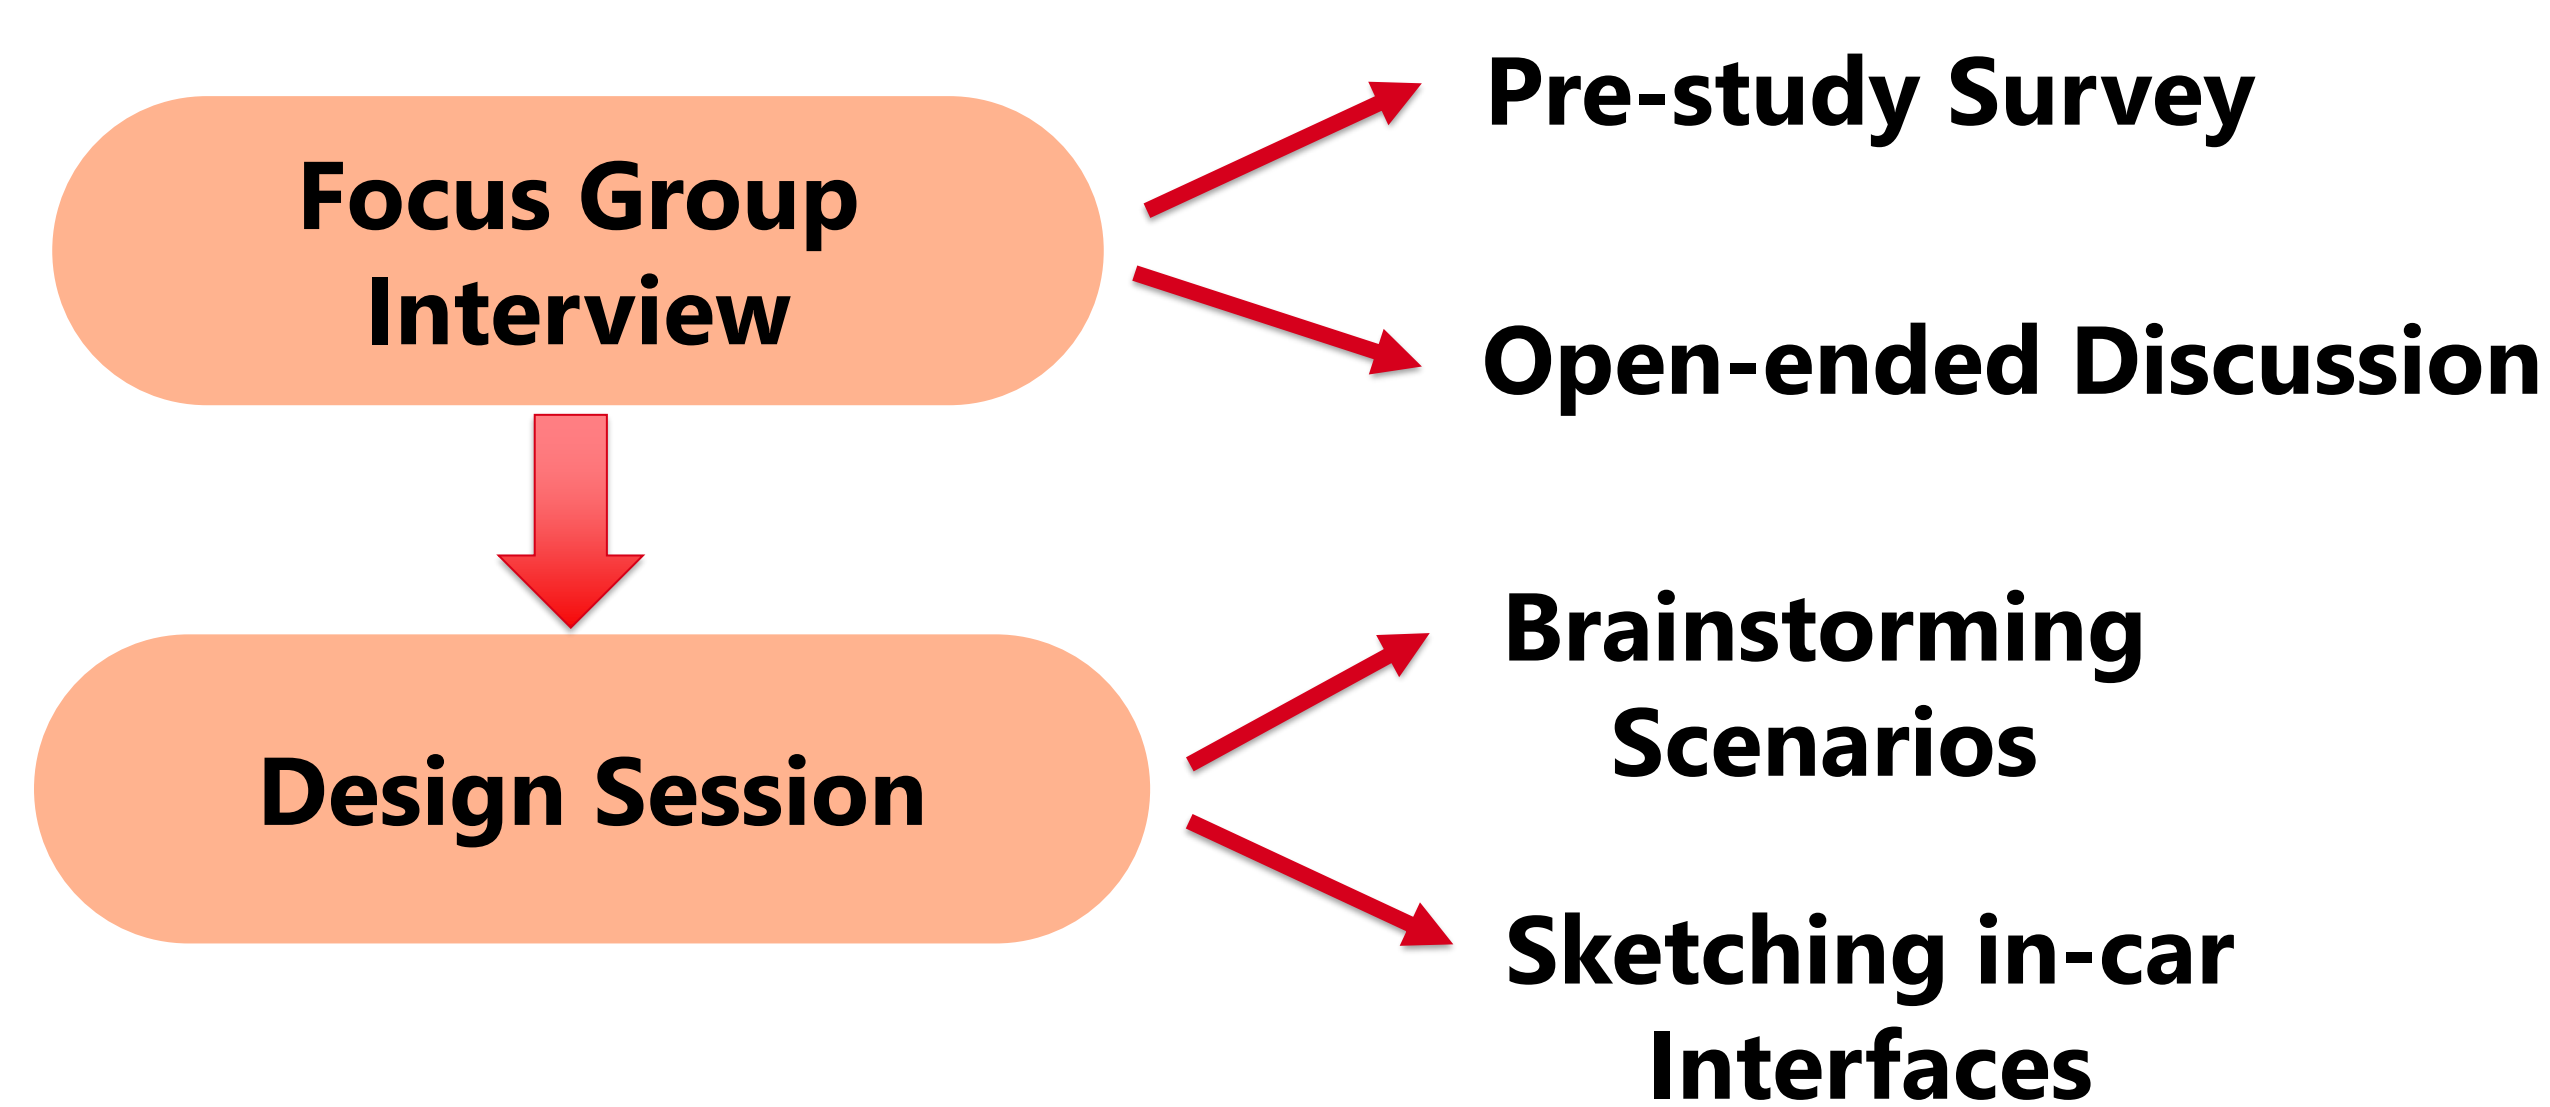 Focus Group
Interview
Pre-study Survey
Open-ended Discussion
Design Session
Brainstorming
Scenarios
Sketching in-car
Interfaces